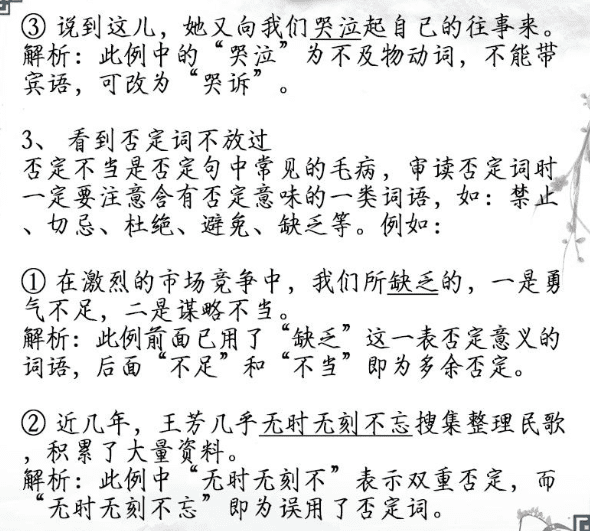 ③ 说到这儿，她又向我们哭泣起自己的往事来。
解析：此例中的“哭泣”为不及物动词，不能带
宾语，可改为“哭诉”。
3、 看到否定词不放过
否定不当是否定句中常见的毛病，审读否定词时
一定要注意含有否定意味的一类词语，如：禁止
、切忌、杜绝、避免、缺乏等。例如：
① 在激烈的市场竞争中，我们所缺乏的，一是勇
气不足，二是谋略不当。
解析：此例前面已用了“缺乏”这一表否定意义的
词语，后面“不足”和“不当”即为多余否定。
② 近几年，王芳几乎无时无刻不忘搜集整理民歌
，积累了大量资料。
解析：此例中“无时无刻不”表示双重否定，而
“无时无刻不忘”即为误用了否定词。